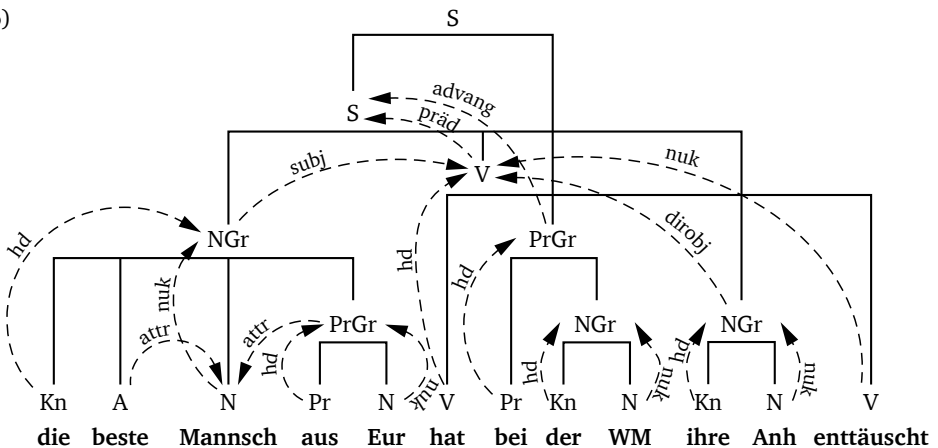 b)
S
advang
S
präd
subj
nuk
V
hd
NGr
PrGr
dirobj
hd
hd
nuk
attr
attr
PrGr
NGr
NGr
hd
nuk
hd
nuk
hd
nuk
Kn A N Pr N V Pr Kn N Kn N V
die beste Mannsch aus Eur hat bei der WM ihre Anh enttäuscht